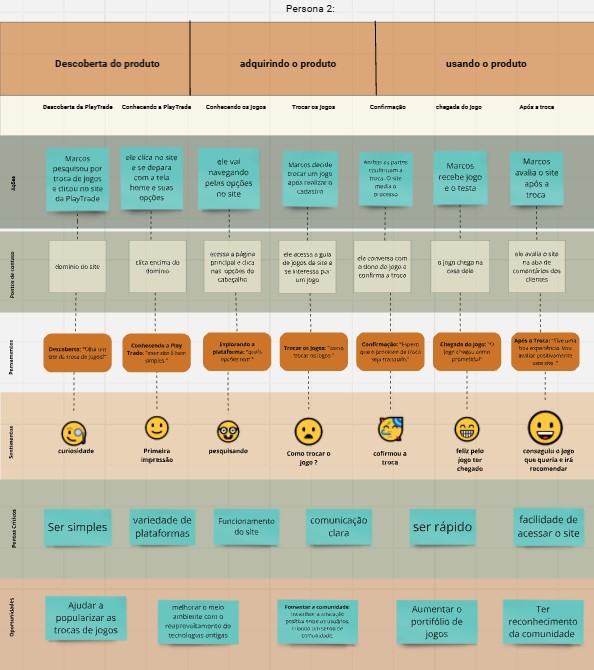 Persona 2:
Descoberta do produto
adquirindo o produto
usando o produto
Descoberta da PlayTrade
Conhecendo a PlayTrade
Conhecendo os Jogos
Trocar os Jogos
Confirmação
chegada do Jogo
Após a troca
Ações
Marcos
pesquisou por
troca de jogos
e clicou no site
da PlayTrade
ele clica no site
e se depara
com a tela
home e suas
opções
ele vai
navegando
pelas opções
no site
Marcos decide
trocar um jogo
após realizar o
cadastro
Ambas as partes
confirmam a
troca. O site
media o
processo
Marcos
recebe jogo
e o testa
Marcos
avalia o site
após a
troca
Pontos de contato
dominio do site
clica encima do
dominio
acessa a página
principal e clica
nas opções do
cabeçalho
ele acessa a guia
de jogos do site e
se interessa por
um jogo
ele conversa com
o dono do jogo e
confirma a troca
o jogo chega na
casa dele
ele avalia o site
na aba de
comentários dos
clientes
Pensamentos
Descoberta: "Olha um
site de troca de jogos!"
Conhecendo a Play
Trade:
simples."
Explorando a
plataforma: "quais
opções tem?"
Trocar os Jogos: "como
trocar os jogos."
Confirmação: "Espero
que o processo de troca
seja tranquilo."
Chegada do jogo: "O
jogo chegou como
prometido!"
Após a Troca: "Tive uma
boa experiência. Vou
avaliar positivamente
este site."
Sentimentos
curiosidade
Primeira
impressão
pesquisando
Como trocar o
jogo ?
cofirmou a
troca
feliz pelo
jogo ter
chegado
conseguiu o jogo
que queria e irá
recomendar
Pontos Criticos
Ser simples
variedade de
plataformas
Funcionamento
do site
comunicação
clara
ser rápido
facilidade de
acessar o site
Oportunidades
Ajudar a
popularizar as
trocas de jogos
melhorar o meio
ambiente com o
reaproveitamento de
tecnologias antigas
Fomentar a comunidade
Incentivar a interação
positiva entre os usuários,
criando um senso de
comunidade.
Aumentar o
portifólio de
jogos
Ter
reconhecimento
da comunidade